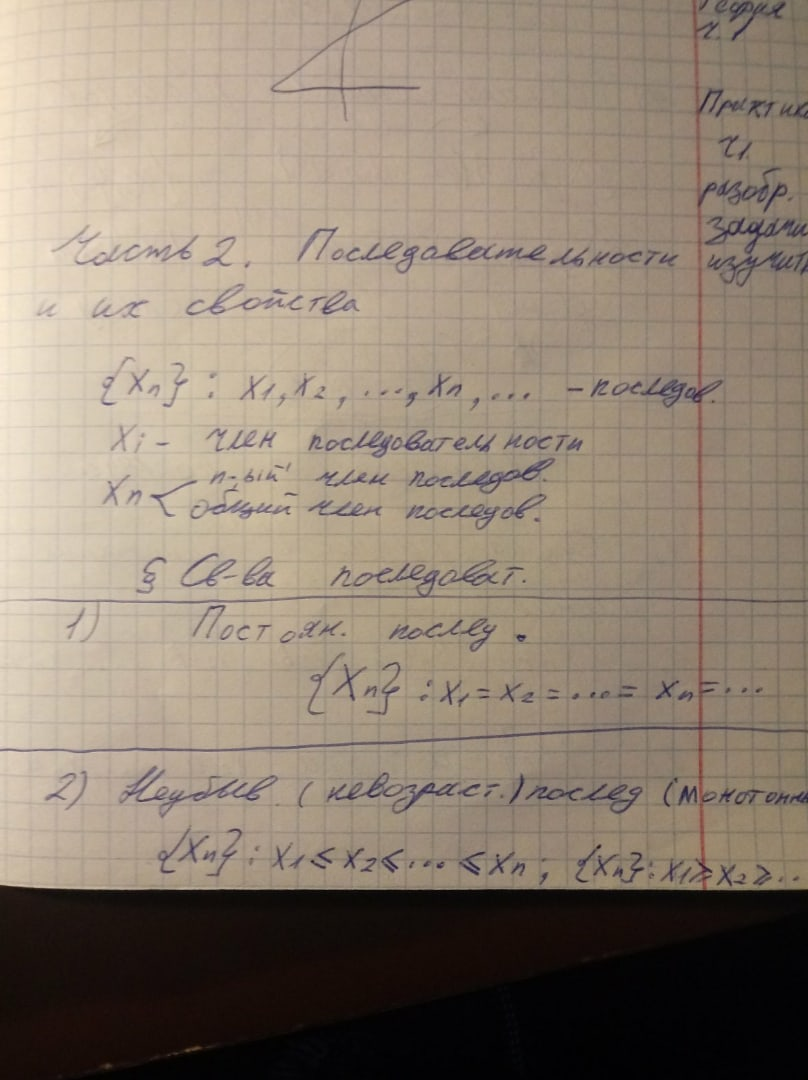 Теория
ч. 1
Практика
ч1.
разобр.
задачи
изучить
Часть 2. Последовательности
и их свойства
{Xn} : X1, X2, ..., Xn, ... – последов.
Xi – член последовательности
Xn < n-ый член последов.
общий член последов.
§ Св-ва последоват.
1) Постоян. послед.
{Xn} : X1 = X2 = ... = Xn = ...
2) Неубыв. (невозраст.) послед (монотонн
{Xn} : X1 ≤ X2 ≤ ... ≤ Xn ; {Xn} : X1 ≥ X2 ≥ ...